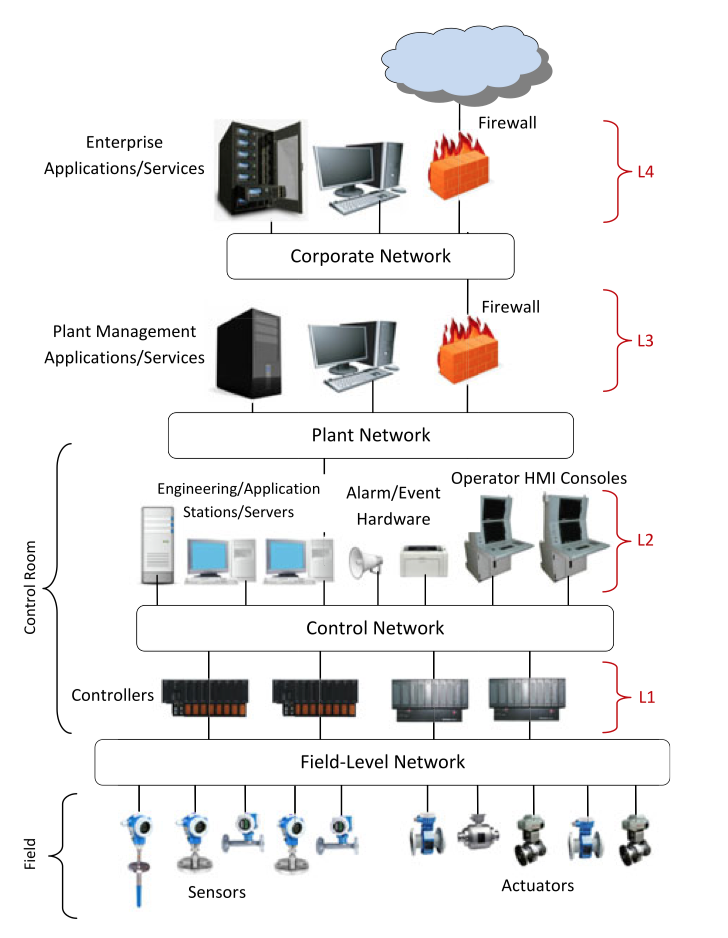 Firewall
Enterprise
Applications/Services
L4
Corporate Network
Firewall
Plant Management
Applications/Services
L3
Plant Network
Engineering/Application
Stations/Servers
Alarm/Event
Hardware
Operator HMI Consoles
L2
Control Room
Control Network
Controllers
L1
Field-Level Network
Field
Sensors
Actuators